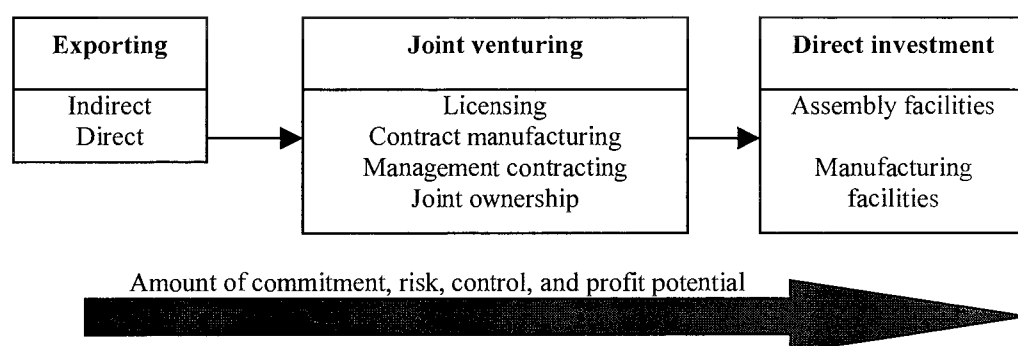 Exporting
Indirect
Direct
Joint venturing
Licensing
Contract manufacturing
Management contracting
Joint ownership
Direct investment
Assembly facilities
Manufacturing
facilities
Amount of commitment, risk, control, and profit potential